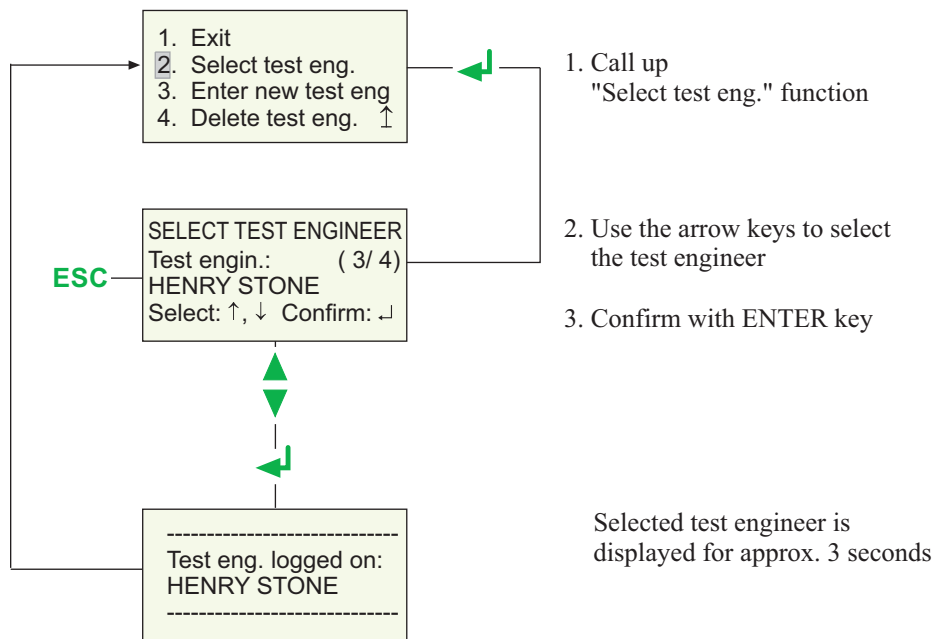 1. Exit
2. Select test eng.
3. Enter new test eng
4. Delete test eng. ↑
1. Call up
"Select test eng." function
SELECT TEST ENGINEER
Test engin.: ( 3/ 4)
HENRY STONE
Select: ↑, ↓ Confirm: ↵
ESC
2. Use the arrow keys to select
the test engineer
3. Confirm with ENTER key
------------------------------
Test eng. logged on:
HENRY STONE
------------------------------
Selected test engineer is
displayed for approx. 3 seconds